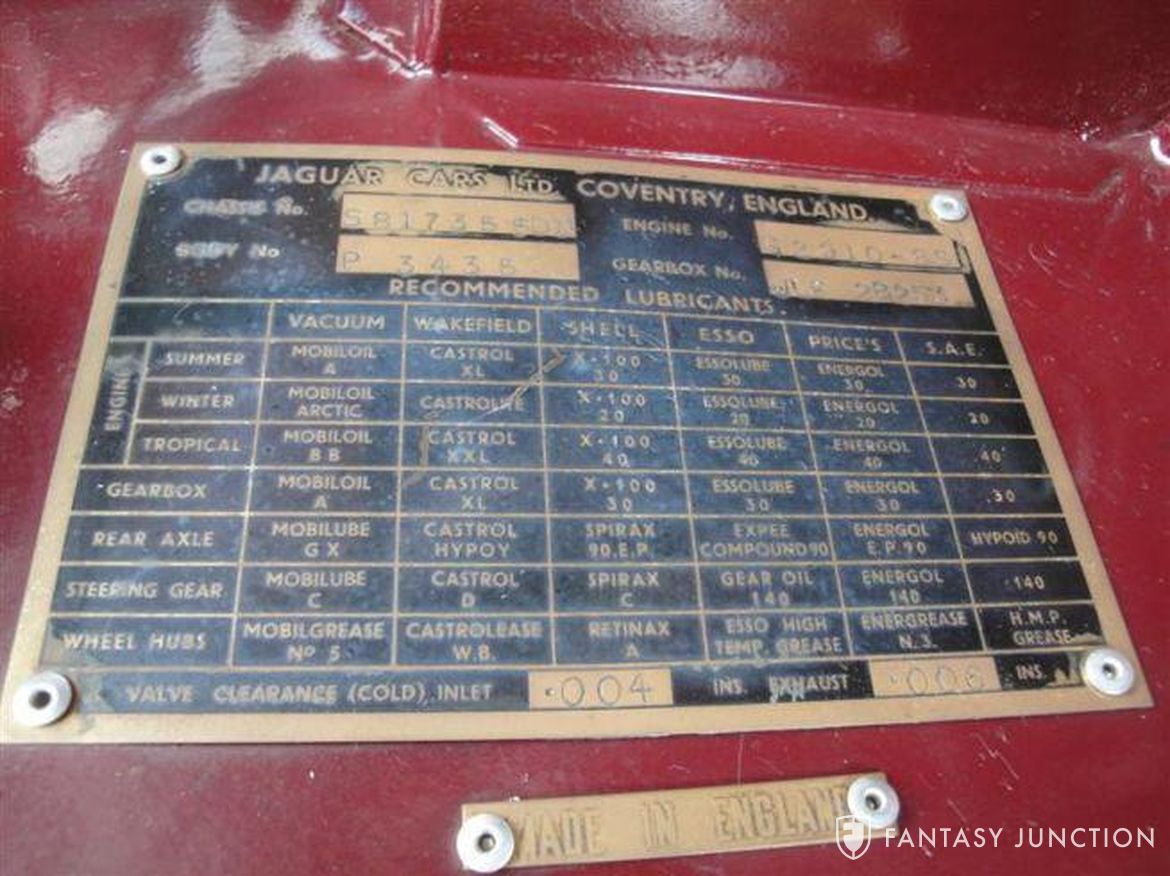 JAGUAR CARS LTD. COVENTRY, ENGLAND.
CHASSIS No. ENGINE No.
BODY No P 3435 GEARBOX No.
RECOMMENDED LUBRICANTS.
VACUUM WAKEFIELD SHELL ESSO PRICE'S S.A.E.
ENGINE
SUMMER MOBILOIL A CASTROL XL X-100 30 ESSOLUBE 30 ENERGOL 30 30
WINTER MOBILOIL ARCTIC CASTROLITE X-100 20 ESSOLUBE 20 ENERGOL 20 20
TROPICAL MOBILOIL BB CASTROL XXL X-100 40 ESSOLUBE 40 ENERGOL 40 40
GEARBOX MOBILOIL A CASTROL XL X-100 30 ESSOLUBE 30 ENERGOL 30 30
REAR AXLE MOBILUBE GX CASTROL HYPOY SPIRAX 90.E.P. EXPEE COMPOUND 90 ENERGOL E.P.90 HYPOID 90
STEERING GEAR MOBILUBE C CASTROL D SPIRAX C GEAR OIL 140 ENERGOL 140 140
WHEEL HUBS MOBILGREASE No 5 CASTROLEASE W.B. RETINAX A ESSO HIGH TEMP. GREASE ENERGREASE N.3. H.M.P. GREASE
VALVE CLEARANCE (COLD) INLET .004 INS. EXHAUST .006 INS.
MADE IN ENGLAND
FANTASY JUNCTION